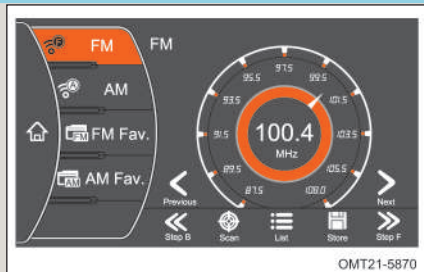 FM
FM
AM
FM Fav.
AM Fav.
87.5
89.5
91.5
93.5
95.5
97.5
99.5
101.5
103.5
105.5
108.0
100.4
MHz
Previous
Next
Step B
Scan
List
Store
Step F
OMT21-5870